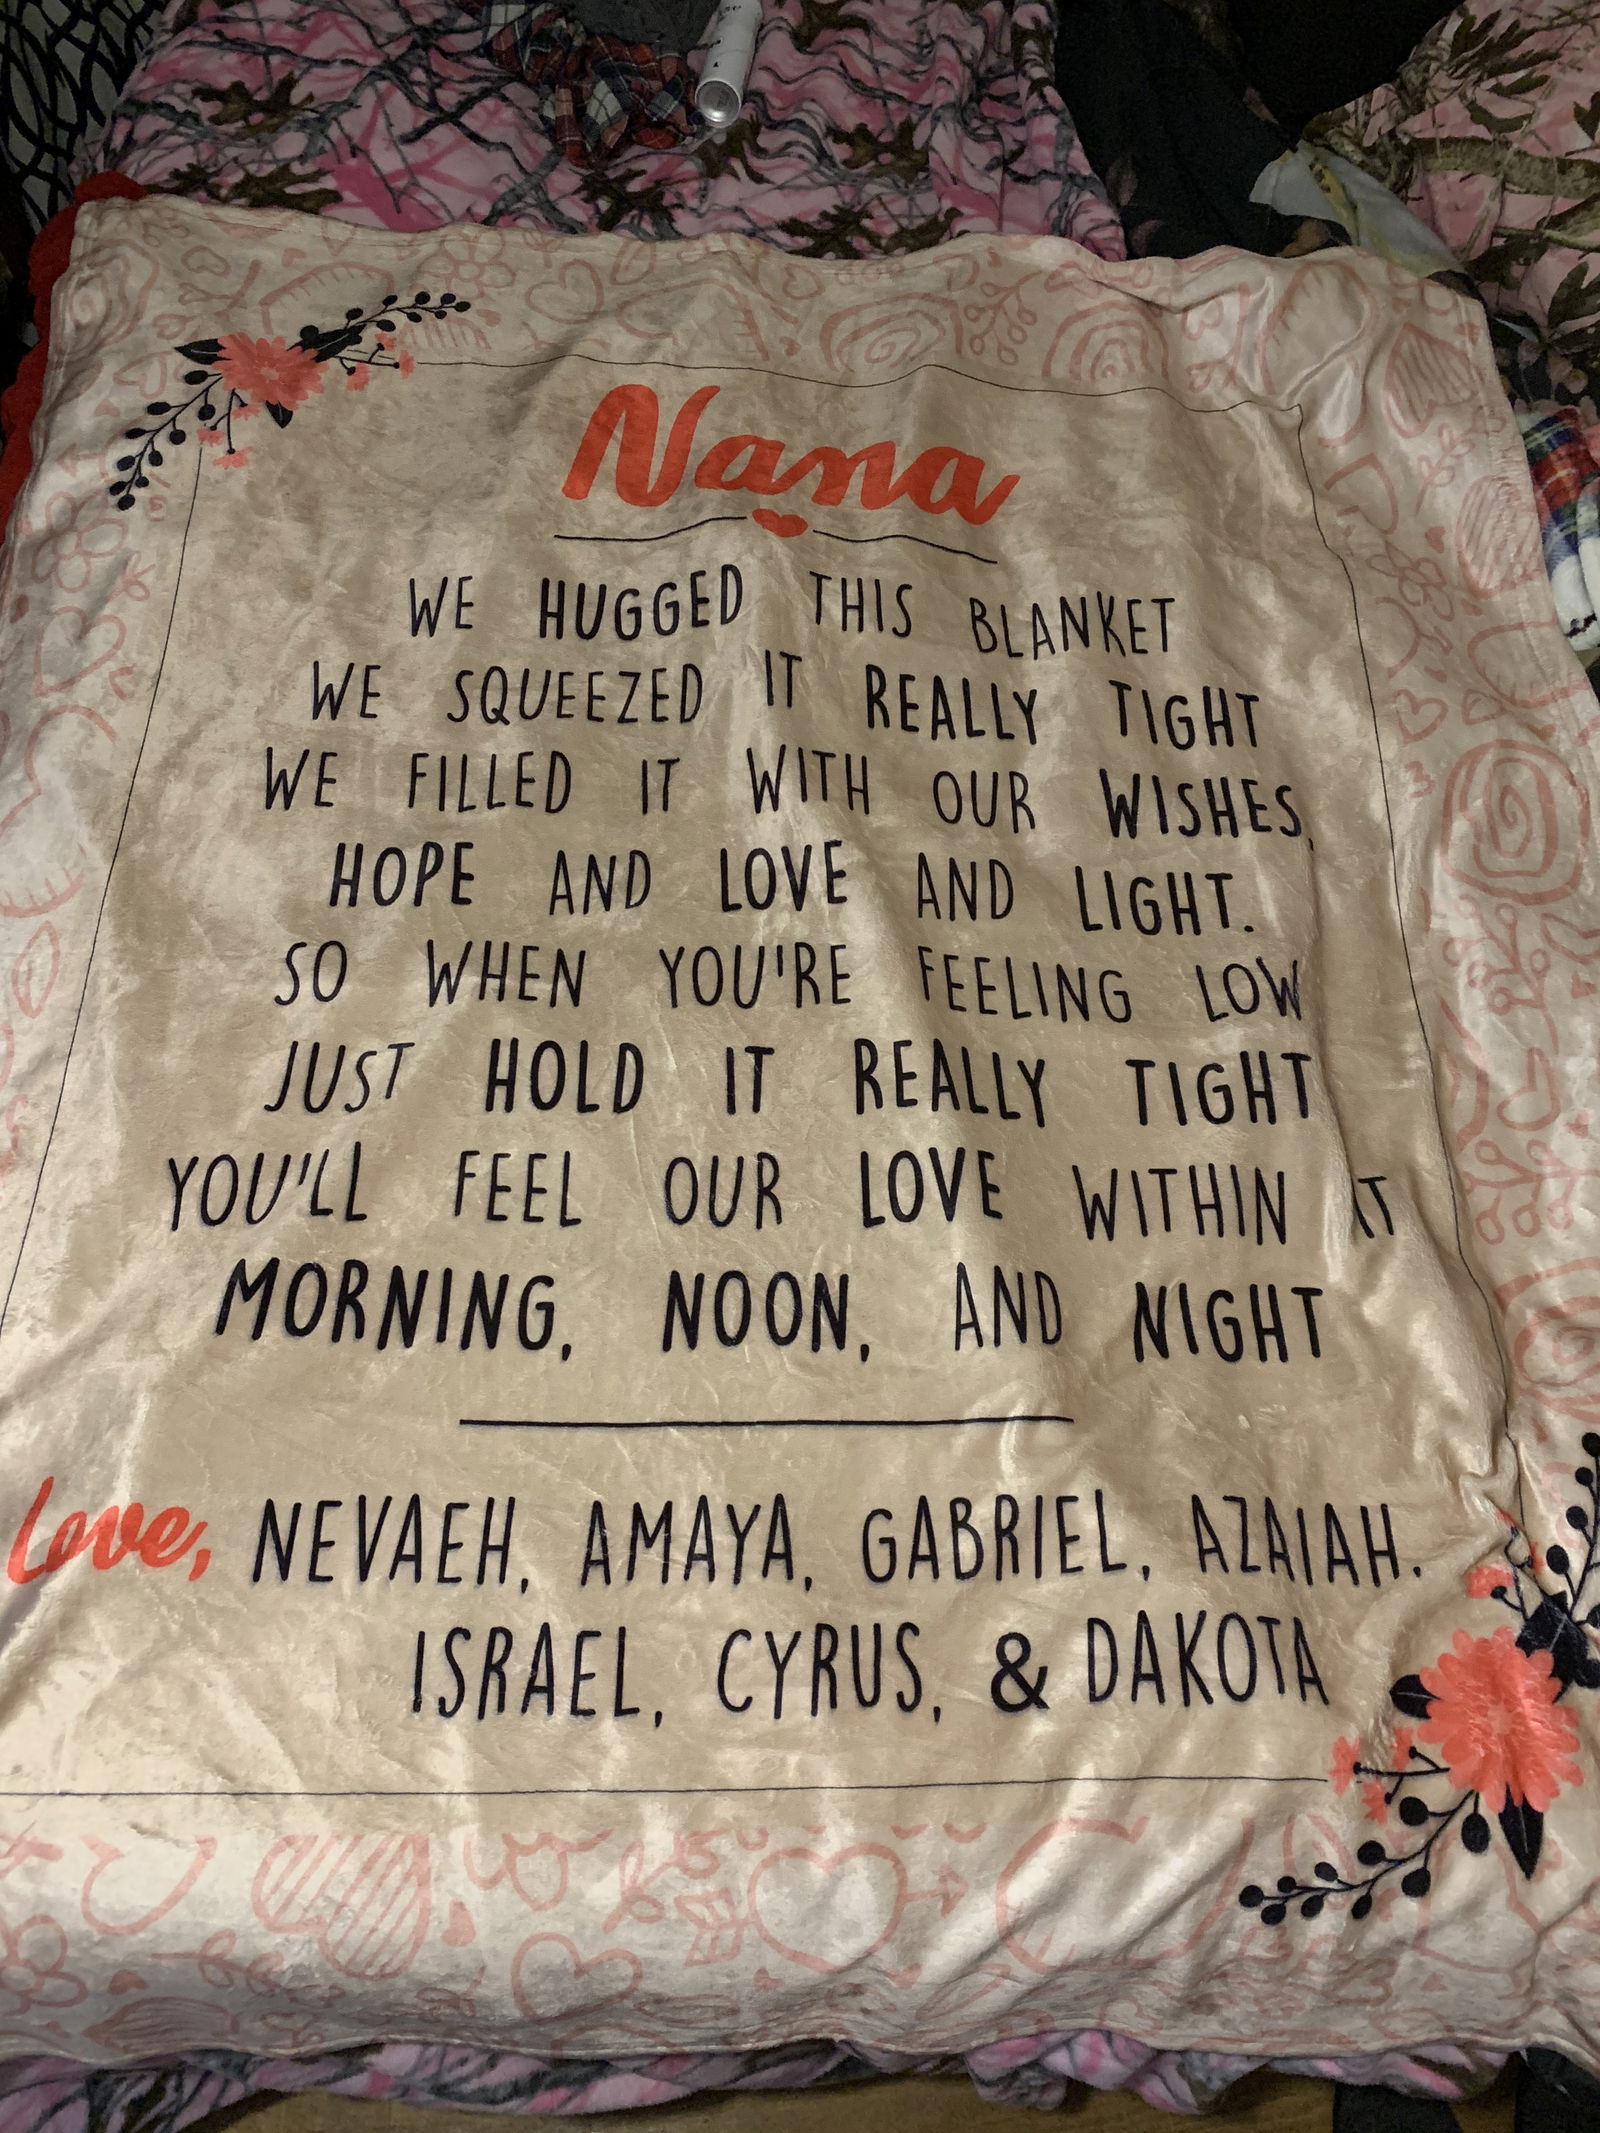 Nana
WE HUGGED THIS BLANKET
WE SQUEEZED IT REALLY TIGHT
WE FILLED IT WITH OUR WISHES,
HOPE AND LOVE AND LIGHT.
SO WHEN YOU'RE FEELING LOW
JUST HOLD IT REALLY TIGHT
YOU'LL FEEL OUR LOVE WITHIN IT
MORNING, NOON, AND NIGHT
Love, NEVAEH, AMAYA, GABRIEL, AZAIAH,
ISRAEL, CYRUS, & DAKOTA